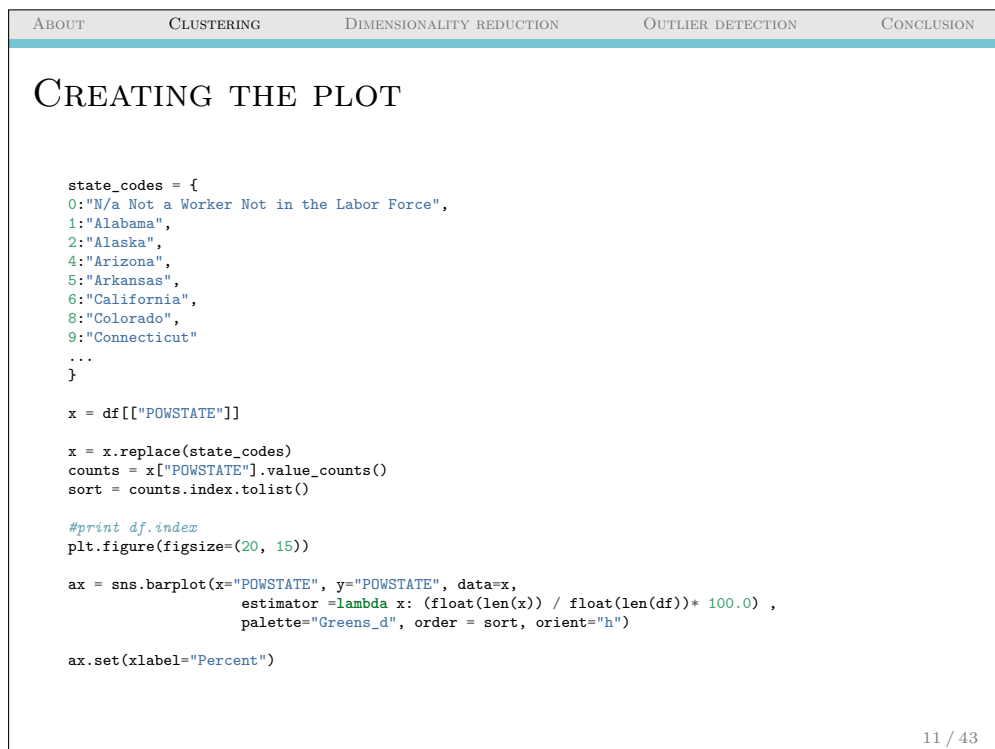 ABOUT CLUSTERING DIMENSIONALITY REDUCTION OUTLIER DETECTION CONCLUSION
CREATING THE PLOT
state_codes = {
0:"N/a Not a Worker Not in the Labor Force",
1:"Alabama",
2:"Alaska",
4:"Arizona",
5:"Arkansas",
6:"California",
8:"Colorado",
9:"Connecticut"
...
}
x = df[["POWSTATE"]]
x = x.replace(state_codes)
counts = x["POWSTATE"].value_counts()
sort = counts.index.tolist()
#print df.index
plt.figure(figsize=(20, 15))
ax = sns.barplot(x="POWSTATE", y="POWSTATE", data=x,
estimator =lambda x: (float(len(x)) / float(len(df))* 100.0) ,
palette="Greens_d", order = sort, orient="h")
ax.set(xlabel="Percent")
11 / 43